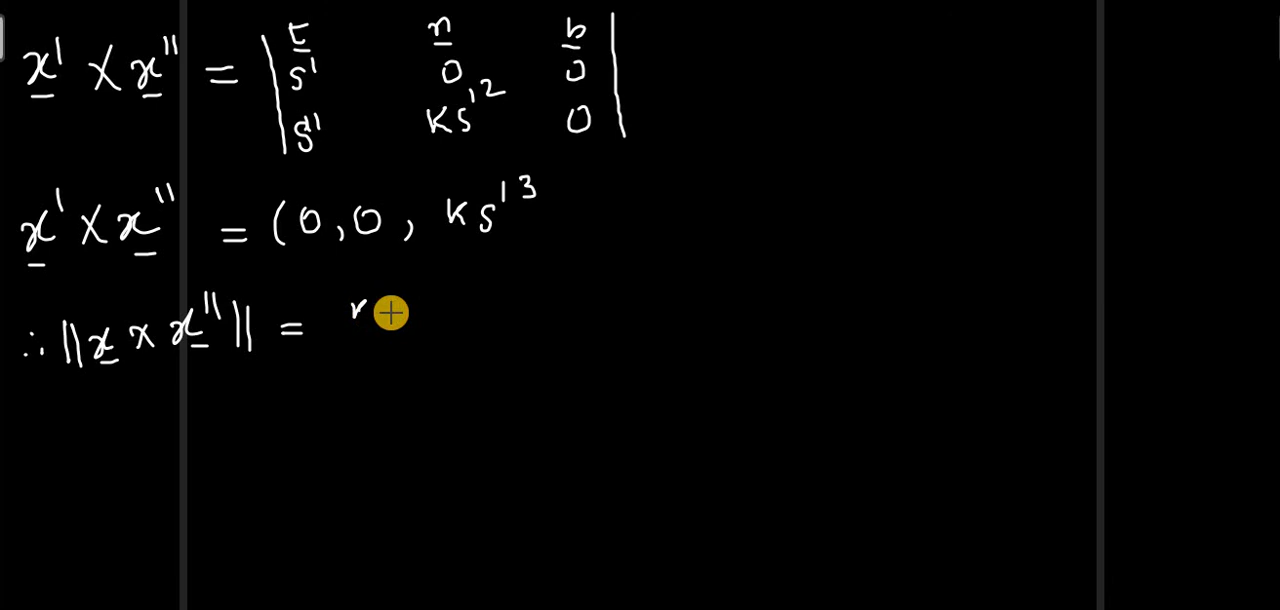 x' × x'' = | t n b |
| s' 0 0 |
| s'' ks'² 0 |
x' × x'' = (0, 0, ks'³
∴ ||x × x''|| =